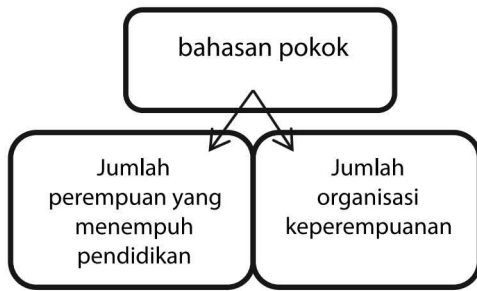 bahasan pokok
Jumlah
perempuan yang
menempuh
pendidikan
Jumlah
organisasi
keperempuanan